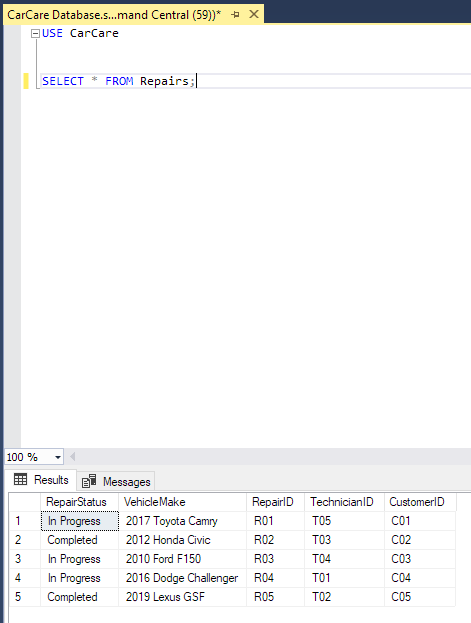 CarCare Database.s...mand Central (59))*
USE CarCare
SELECT * FROM Repairs;
100 %
Results Messages
RepairStatus VehicleMake RepairID TechnicianID CustomerID
1 In Progress 2017 Toyota Camry R01 T05 C01
2 Completed 2012 Honda Civic R02 T03 C02
3 In Progress 2010 Ford F150 R03 T04 C03
4 In Progress 2016 Dodge Challenger R04 T01 C04
5 Completed 2019 Lexus GSF R05 T02 C05